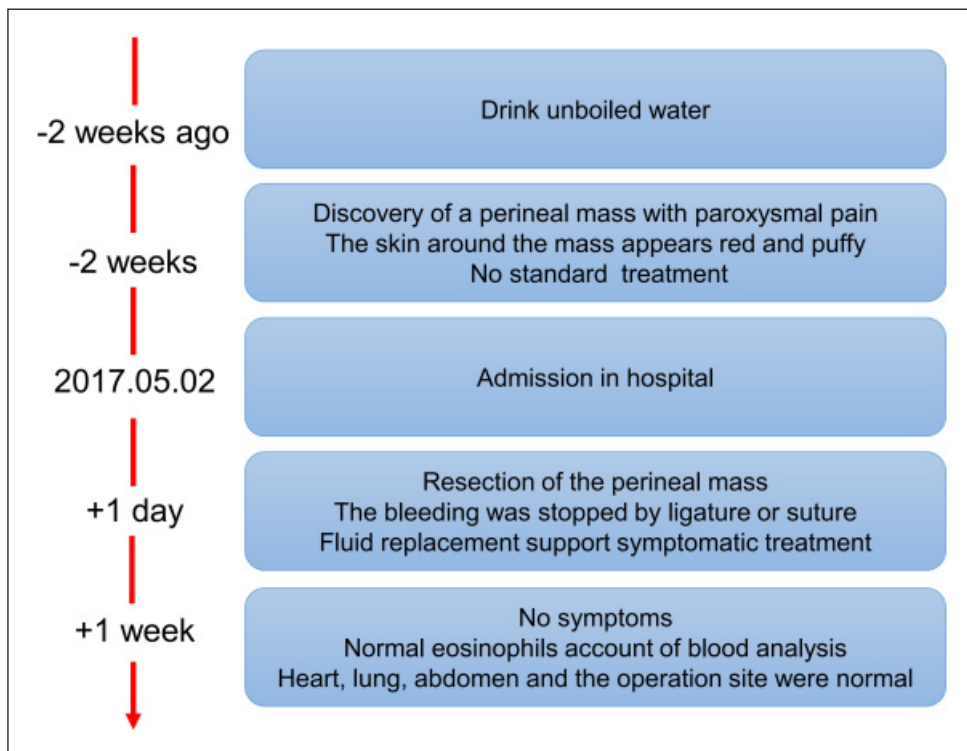 -2 weeks ago
Drink unboiled water
-2 weeks
Discovery of a perineal mass with paroxysmal pain
The skin around the mass appears red and puffy
No standard treatment
2017.05.02
Admission in hospital
+1 day
Resection of the perineal mass
The bleeding was stopped by ligature or suture
Fluid replacement support symptomatic treatment
+1 week
No symptoms
Normal eosinophils account of blood analysis
Heart, lung, abdomen and the operation site were normal